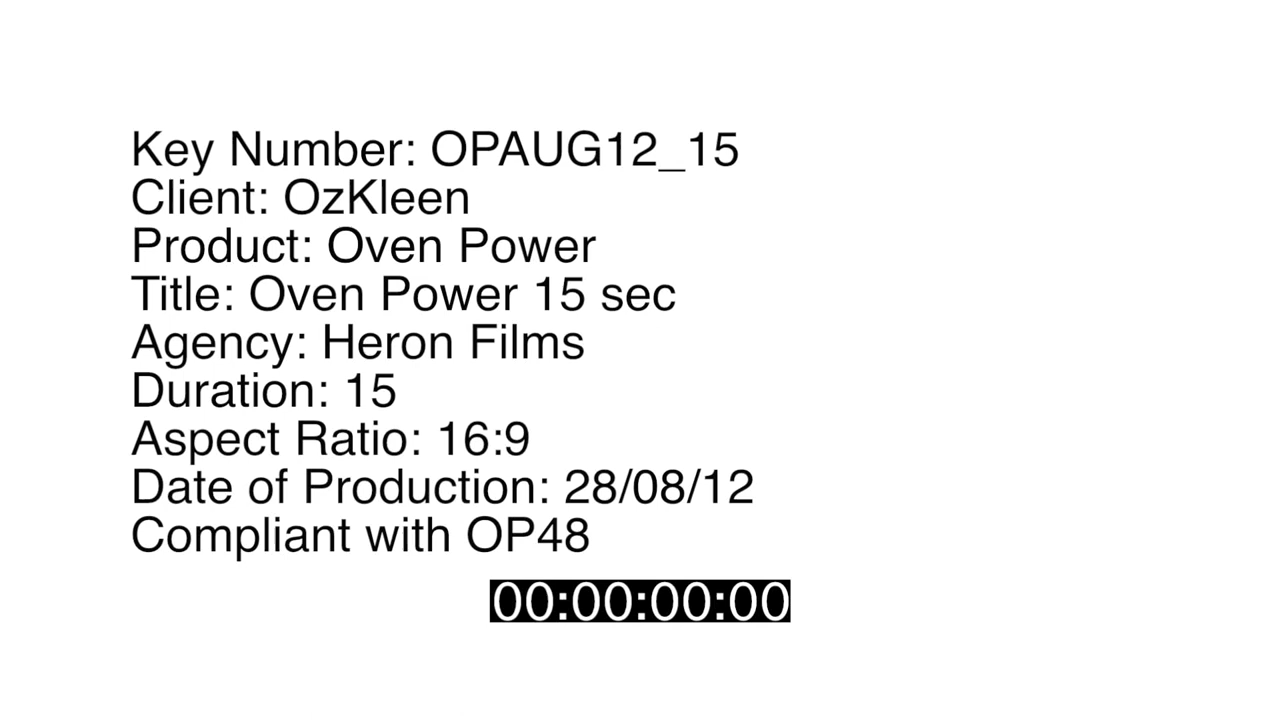 Key Number: OPAUG12_15
Client: OzKleen
Product: Oven Power
Title: Oven Power 15 sec
Agency: Heron Films
Duration: 15
Aspect Ratio: 16:9
Date of Production: 28/08/12
Compliant with OP48
00:00:00:00